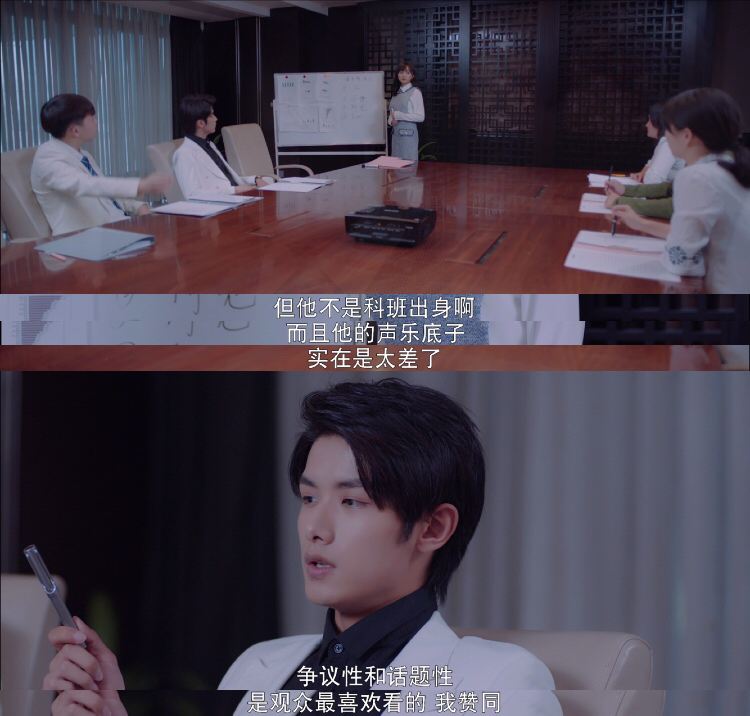 但他不是科班出身啊
而且他的声乐底子
实在是太差了
争议性和话题性
是观众最喜欢看的 我赞同